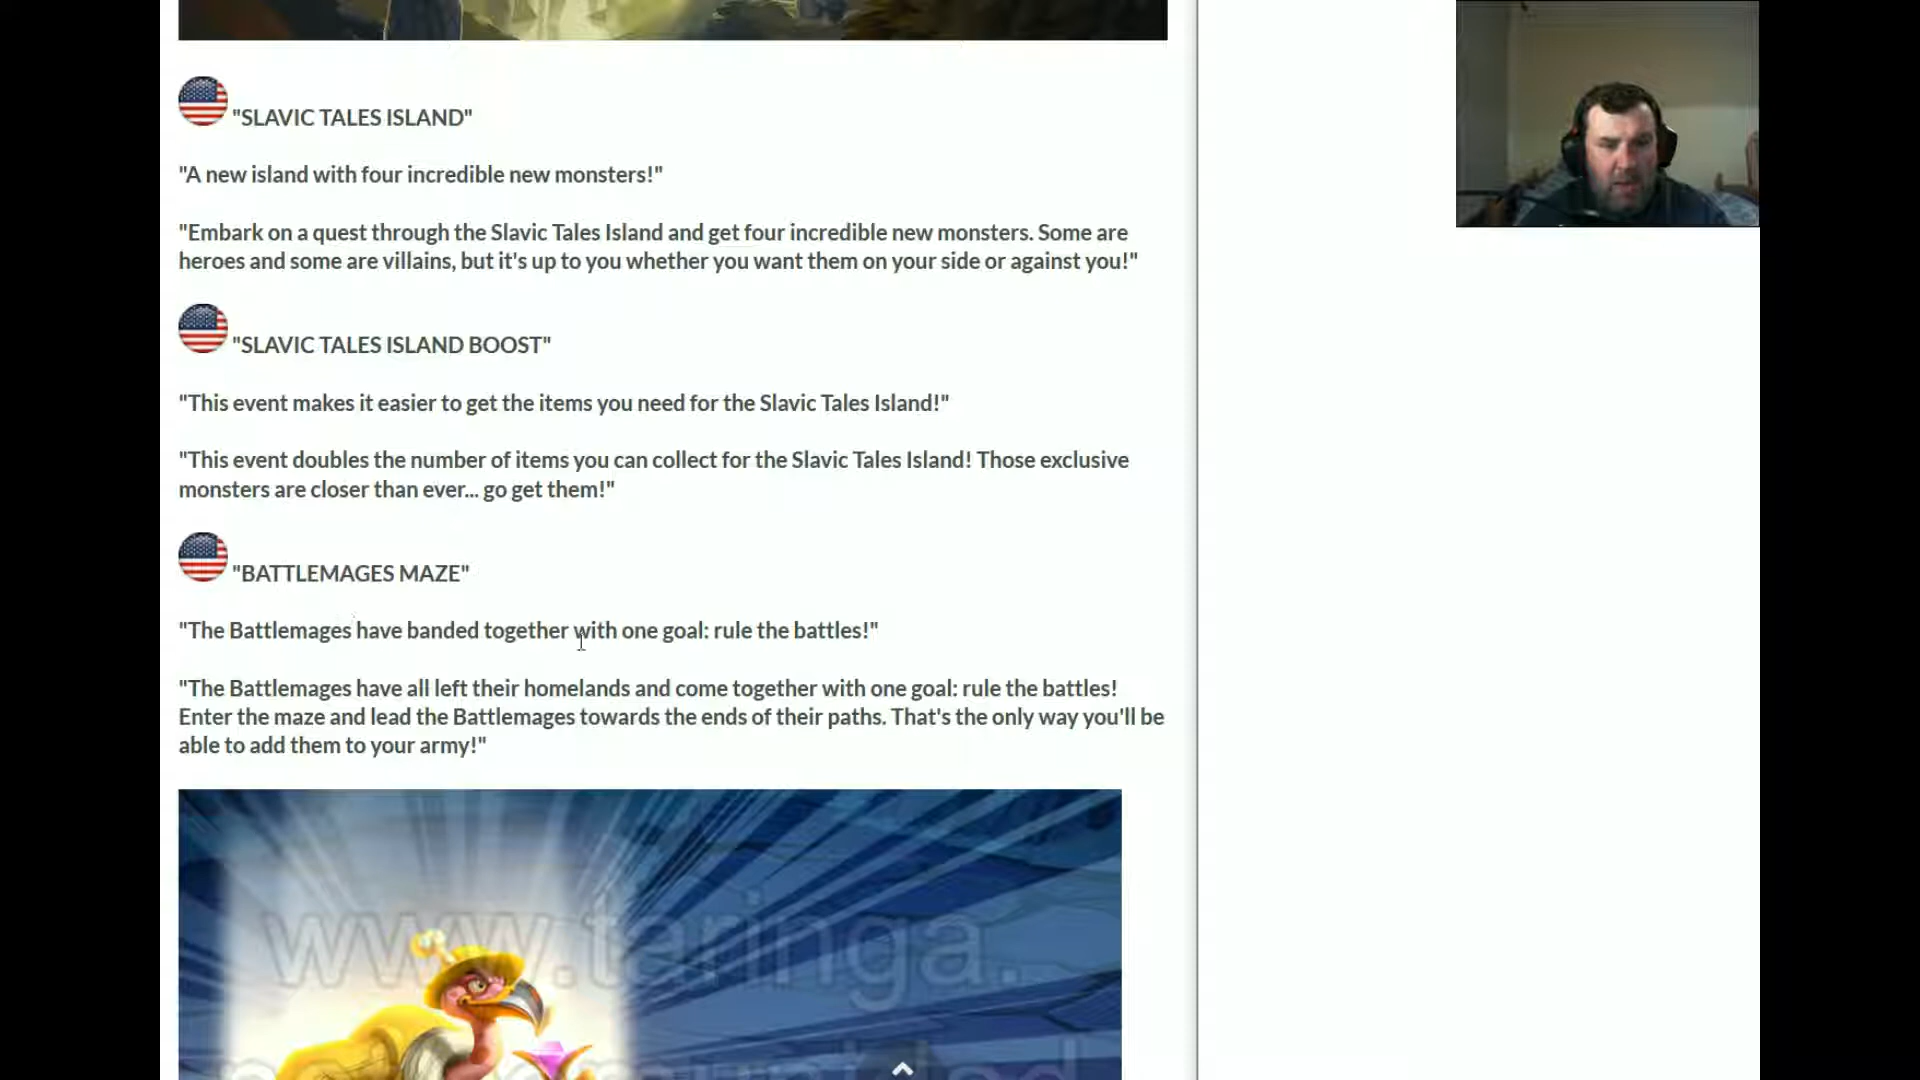 "SLAVIC TALES ISLAND"
"A new island with four incredible new monsters!"
"Embark on a quest through the Slavic Tales Island and get four incredible new monsters. Some are
heroes and some are villains, but it's up to you whether you want them on your side or against you!"
"SLAVIC TALES ISLAND BOOST"
"This event makes it easier to get the items you need for the Slavic Tales Island!"
"This event doubles the number of items you can collect for the Slavic Tales Island! Those exclusive
monsters are closer than ever... go get them!"
"BATTLEMAGES MAZE"
"The Battlemages have banded together with one goal: rule the battles!"
"The Battlemages have all left their homelands and come together with one goal: rule the battles!
Enter the maze and lead the Battlemages towards the ends of their paths. That's the only way you'll be
able to add them to your army!"
www.taringa.